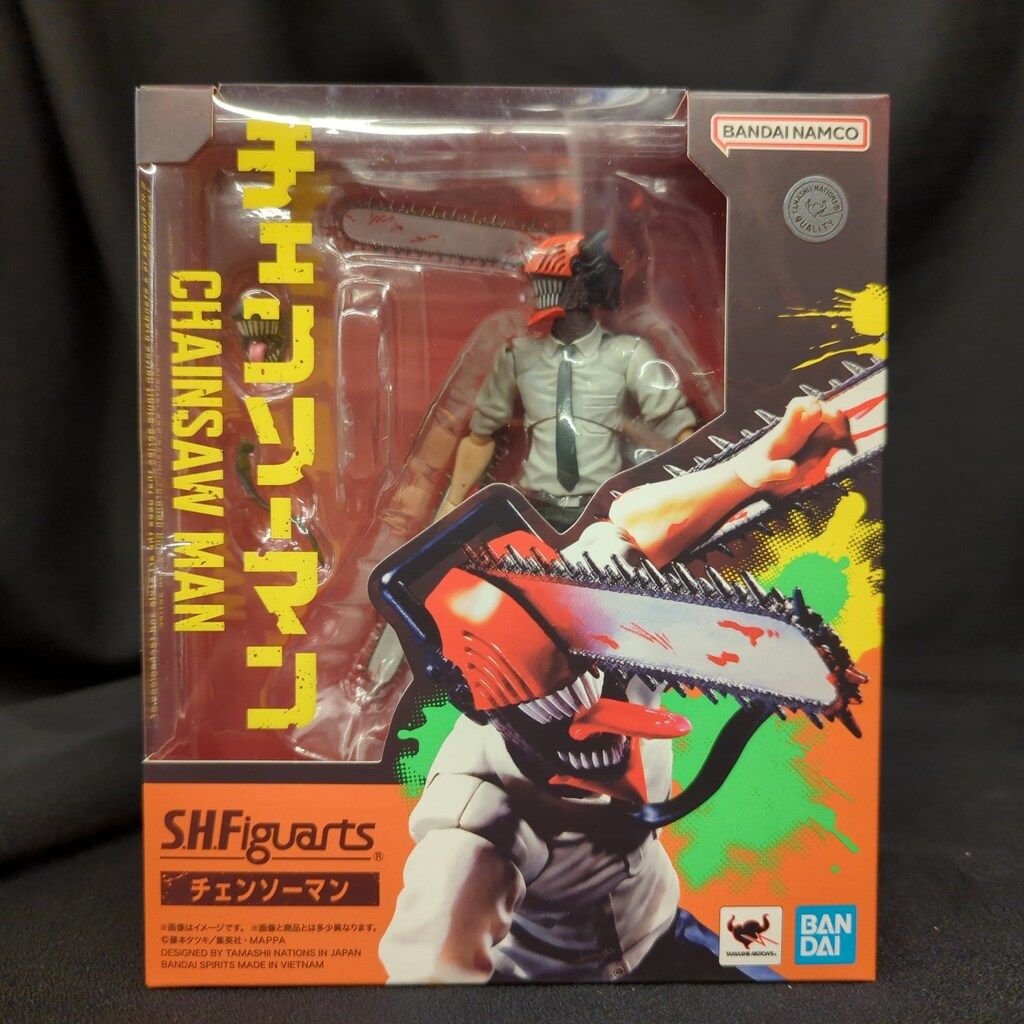 チェンソーマン
CHAINSAW MAN
BANDAI NAMCO
TAMASHII NATIONS
QUALITY
S.H.Figuarts®
チェンソーマン
※画像はイメージです。 ※画像と商品とは多少異なります。
©藤本タツキ／集英社・MAPPA
DESIGNED BY TAMASHII NATIONS IN JAPAN
BANDAI SPIRITS MADE IN VIETNAM
TAMASHII NATIONS
BAN
DAI